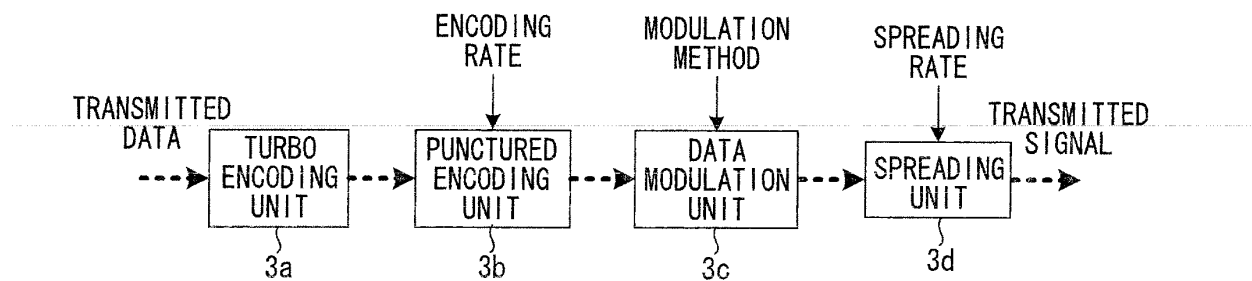 ENCODING
RATE
MODULATION
METHOD
SPREADING
RATE
TRANSMITTED
DATA
TURBO
ENCODING
UNIT
PUNCTURED
ENCODING
UNIT
DATA
MODULATION
UNIT
SPREADING
UNIT
TRANSMITTED
SIGNAL
3a
3b
3c
3d